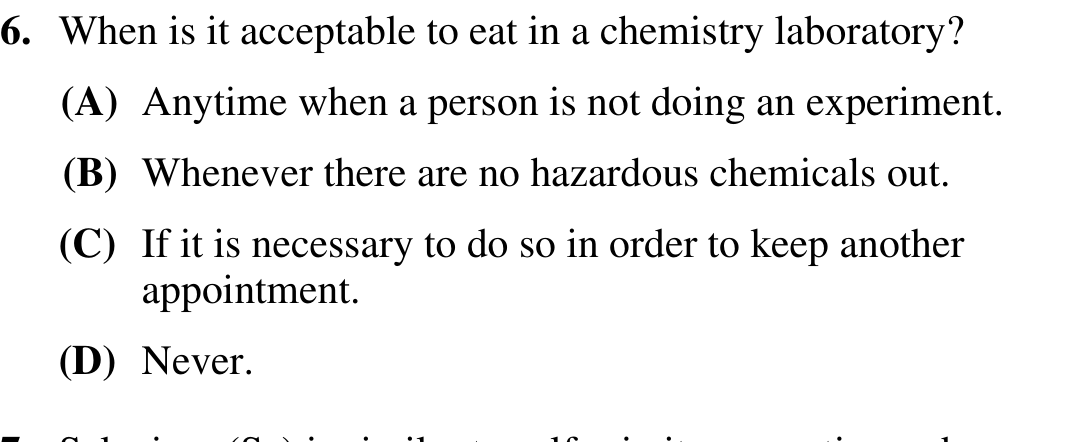 6. When is it acceptable to eat in a chemistry laboratory?
(A) Anytime when a person is not doing an experiment.
(B) Whenever there are no hazardous chemicals out.
(C) If it is necessary to do so in order to keep another
appointment.
(D) Never.